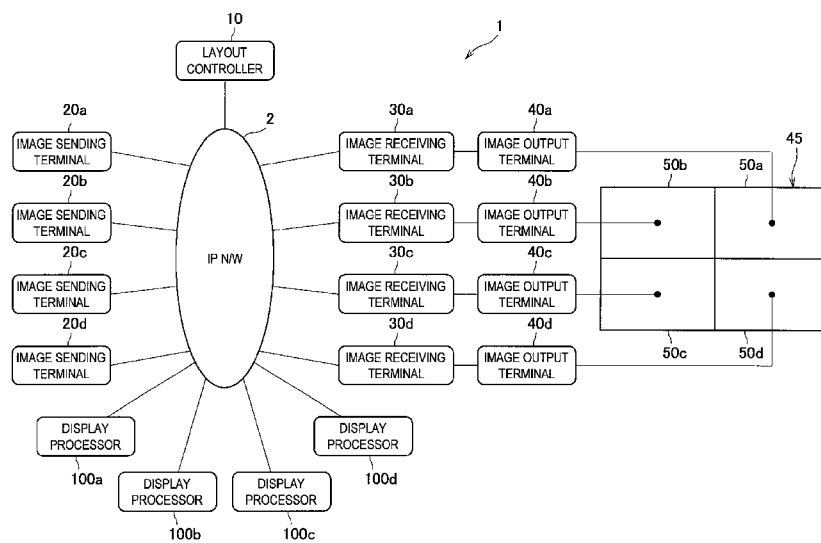 10
LAYOUT
CONTROLLER
1
20a
IMAGE SENDING
TERMINAL
2
30a
IMAGE RECEIVING
TERMINAL
40a
IMAGE OUTPUT
TERMINAL
45
50b
50a
20b
IMAGE SENDING
TERMINAL
30b
IMAGE RECEIVING
TERMINAL
40b
IMAGE OUTPUT
TERMINAL
IP N/W
20c
IMAGE SENDING
TERMINAL
30c
IMAGE RECEIVING
TERMINAL
40c
IMAGE OUTPUT
TERMINAL
20d
IMAGE SENDING
TERMINAL
30d
IMAGE RECEIVING
TERMINAL
40d
IMAGE OUTPUT
TERMINAL
50c
50d
DISPLAY
PROCESSOR
100a
DISPLAY
PROCESSOR
100b
DISPLAY
PROCESSOR
100c
DISPLAY
PROCESSOR
100d